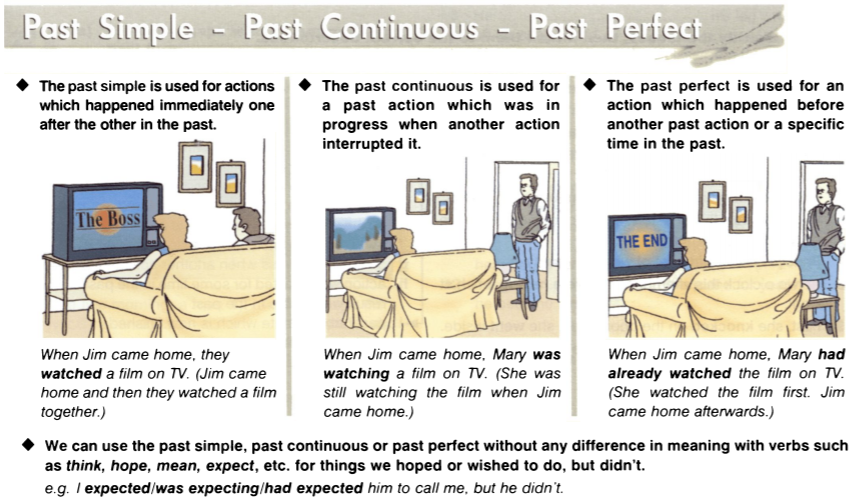 Past Simple - Past Continuous - Past Perfect
◆ The past simple is used for actions
which happened immediately one
after the other in the past.
The Boss
When Jim came home, they
watched a film on TV. (Jim came
home and then they watched a film
together.)
◆ The past continuous is used for
a past action which was in
progress when another action
interrupted it.
When Jim came home, Mary was
watching a film on TV. (She was
still watching the film when Jim
came home.)
◆ The past perfect is used for an
action which happened before
another past action or a specific
time in the past.
THE END
When Jim came home, Mary had
already watched the film on TV.
(She watched the film first. Jim
came home afterwards.)
◆ We can use the past simple, past continuous or past perfect without any difference in meaning with verbs such
as think, hope, mean, expect, etc. for things we hoped or wished to do, but didn't.
e.g. I expected/was expecting/had expected him to call me, but he didn't.